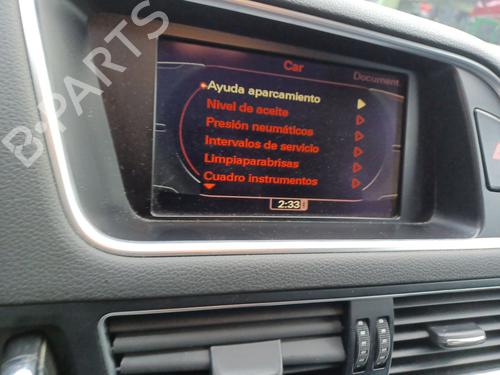 B-PARTS
Car
Document.
Ayuda aparcamiento
Nivel de aceite
Presión neumáticos
Intervalos de servicio
Limpiaparabrisas
Cuadro instrumentos
2:33